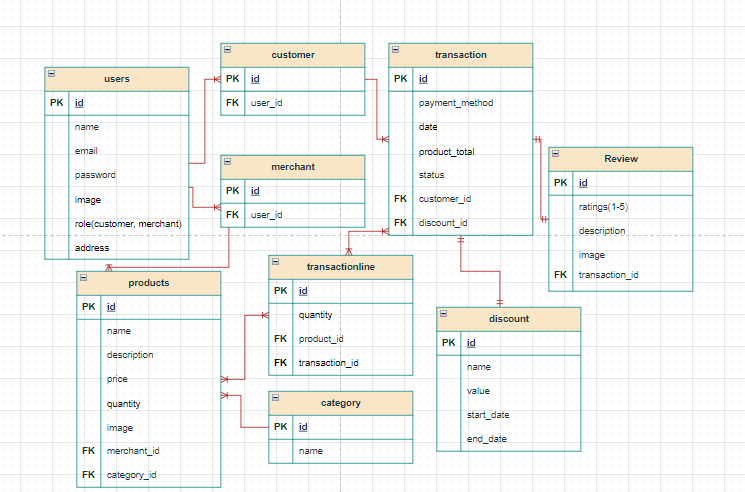 users
PK id
name
email
password
image
role(customer, merchant)
address
customer
PK id
FK user_id
merchant
PK id
FK user_id
transaction
PK id
payment_method
date
product_total
status
FK customer_id
FK discount_id
Review
PK id
ratings(1-5)
description
image
FK transaction_id
products
PK id
name
description
price
quantity
image
FK merchant_id
FK category_id
transactionline
PK id
quantity
FK product_id
FK transaction_id
category
PK id
name
discount
PK id
name
value
start_date
end_date